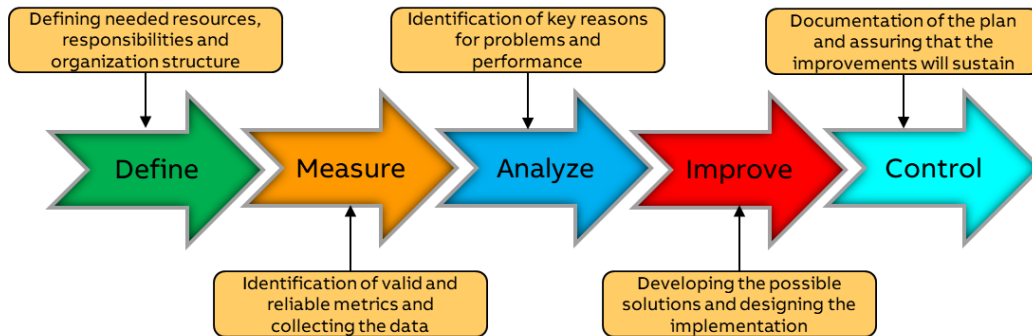 Defining needed resources,
responsibilities and
organization structure
Identification of key reasons
for problems and
performance
Documentation of the plan
and assuring that the
improvements will sustain
Define
Measure
Analyze
Improve
Control
Identification of valid and
reliable metrics and
collecting the data
Developing the possible
solutions and designing the
implementation